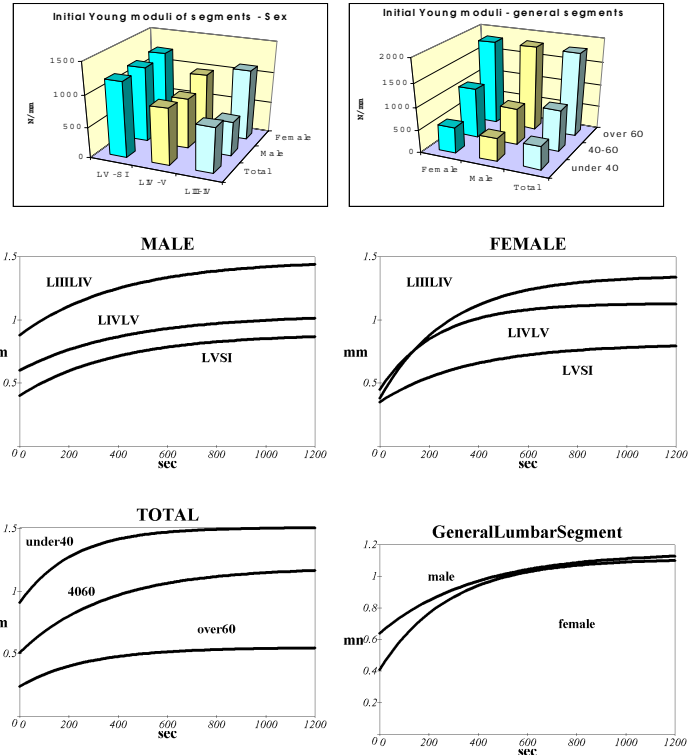 Initial Young moduli of segments - Sex
1500
1000
500
0
N/mm
LV-SI
LIV-V
LIII-IV
Female
Male
Total
Initial Young moduli - general segments
2000
1500
1000
500
0
N/mm
Female
Male
Total
over 60
40-60
under 40
MALE
1.5
LIIILIV
LIVLV
LVSI
m
0.5
0 0 200 400 600 800 1000 1200
sec
FEMALE
1.5
LIIILIV
1
LIVLV
mm
LVSI
0.5
0 0 200 400 600 800 1000 1200
sec
TOTAL
1.5
under40
1
4060
m
over60
0.5
0 0 200 400 600 800 1000 1200
sec
GeneralLumbarSegment
1.2
1
male
0.8
mn
0.6
female
0.4
0.2
0 0 200 400 600 800 1000 1200
sec